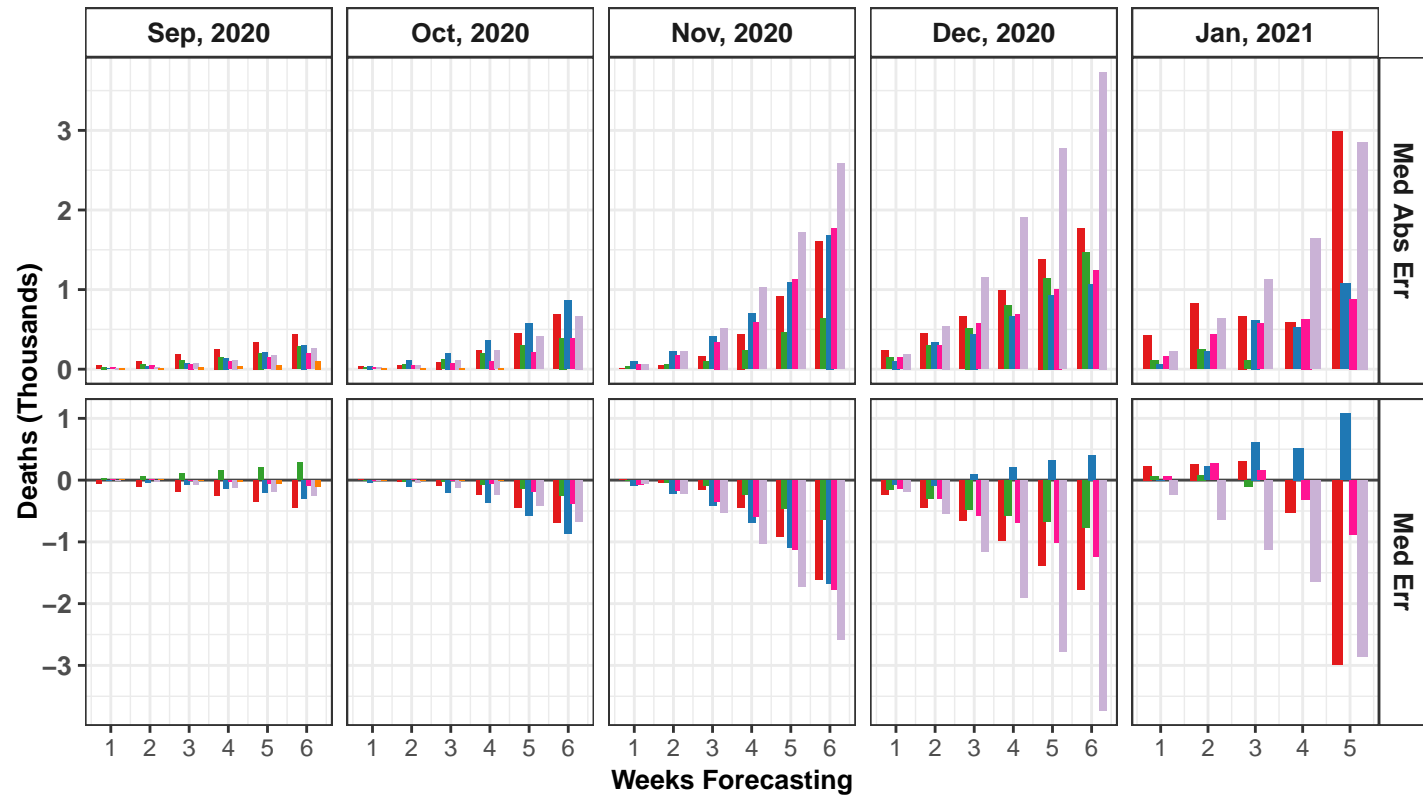 Sep, 2020 Oct, 2020 Nov, 2020 Dec, 2020 Jan, 2021
3
2
1
0
Med Abs Err
1
0
−1
−2
−3
Med Err
Deaths (Thousands)
1 2 3 4 5 6 1 2 3 4 5 6 1 2 3 4 5 6 1 2 3 4 5 6 1 2 3 4 5
Weeks Forecasting